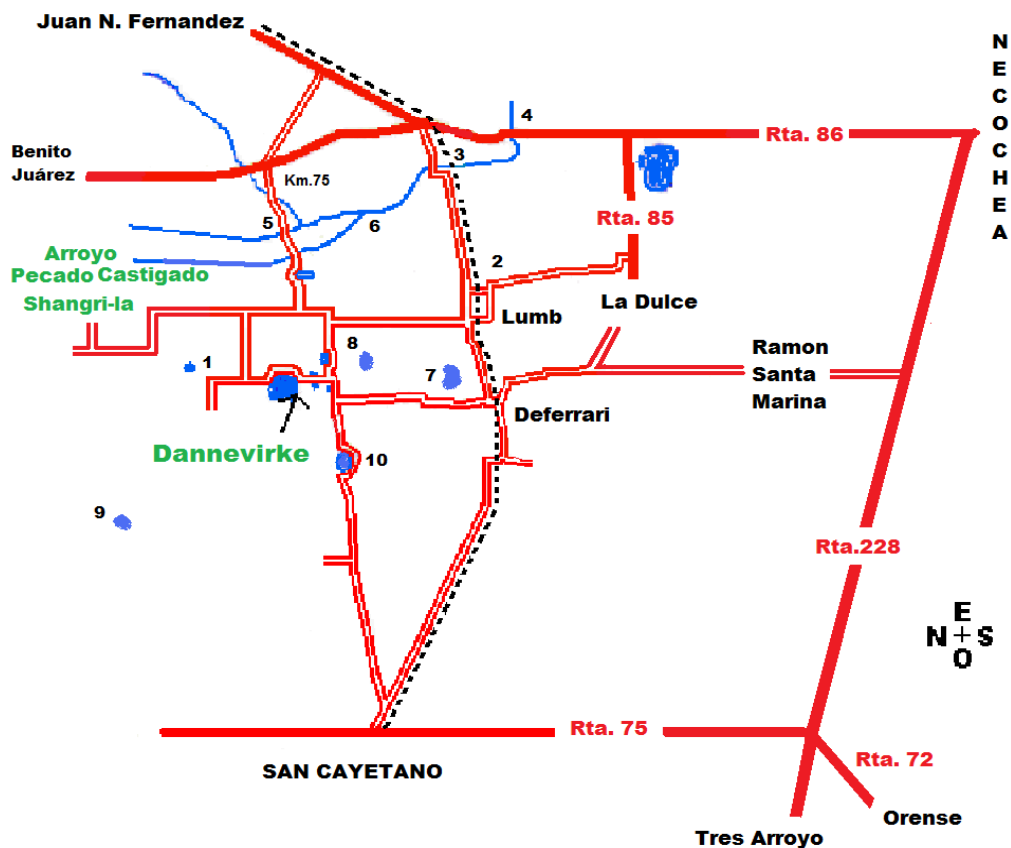 Juan N. Fernandez
NECOCHEA
4
Rta. 86
Benito
Juárez
3
Km.75
5
6
Rta. 85
Arroyo
Pecado Castigado
Shangri-la
2
La Dulce
Lumb
1
8
7
Ramon
Santa
Marina
Deferrari
Dannevirke
10
9
Rta.228
E
N + S
O
Rta. 75
Rta. 72
SAN CAYETANO
Orense
Tres Arroyo